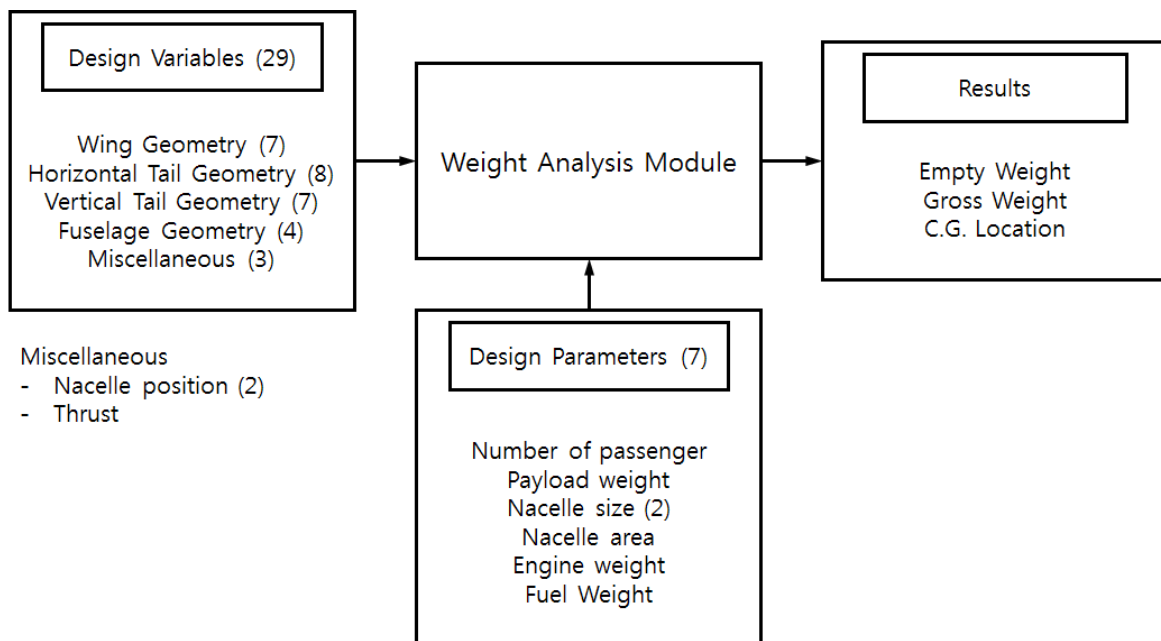 Design Variables (29)
Wing Geometry (7)
Horizontal Tail Geometry (8)
Vertical Tail Geometry (7)
Fuselage Geometry (4)
Miscellaneous (3)
Miscellaneous
- Nacelle position (2)
- Thrust
Weight Analysis Module
Design Parameters (7)
Number of passenger
Payload weight
Nacelle size (2)
Nacelle area
Engine weight
Fuel Weight
Results
Empty Weight
Gross Weight
C.G. Location